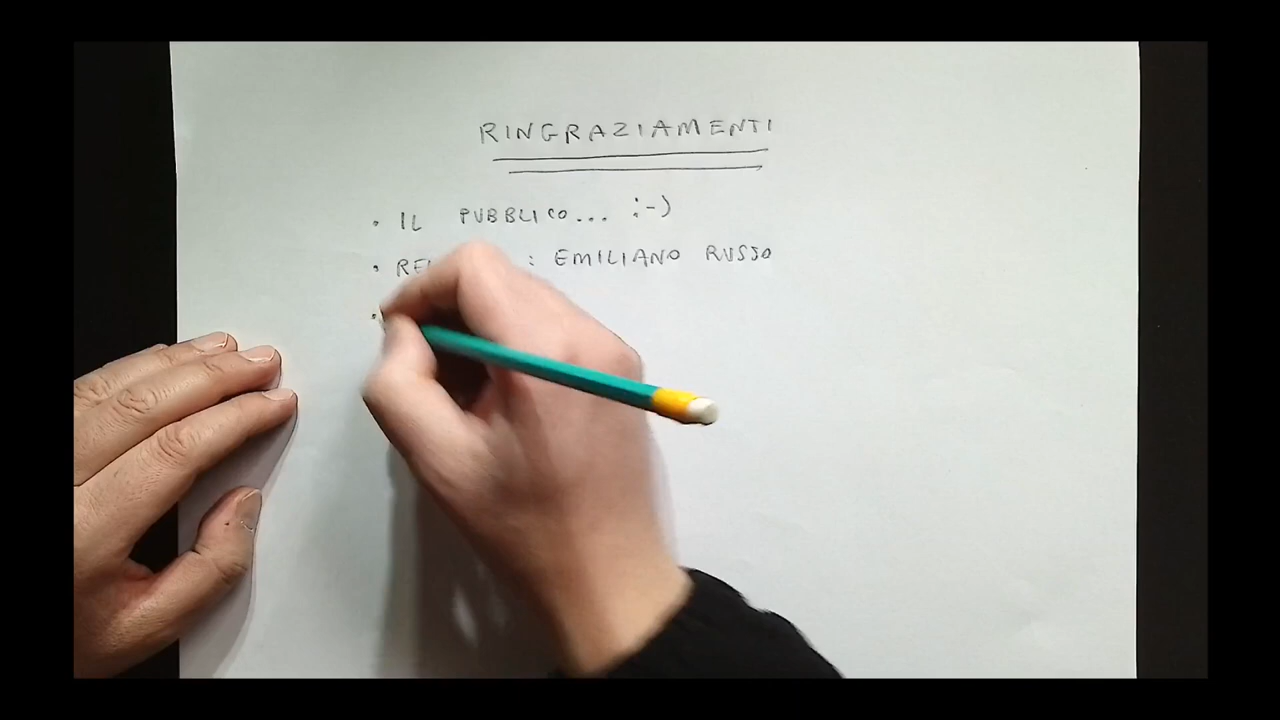 RINGRAZIAMENTI
• IL PUBBLICO... :-)
• : EMILIANO RUSSO
•